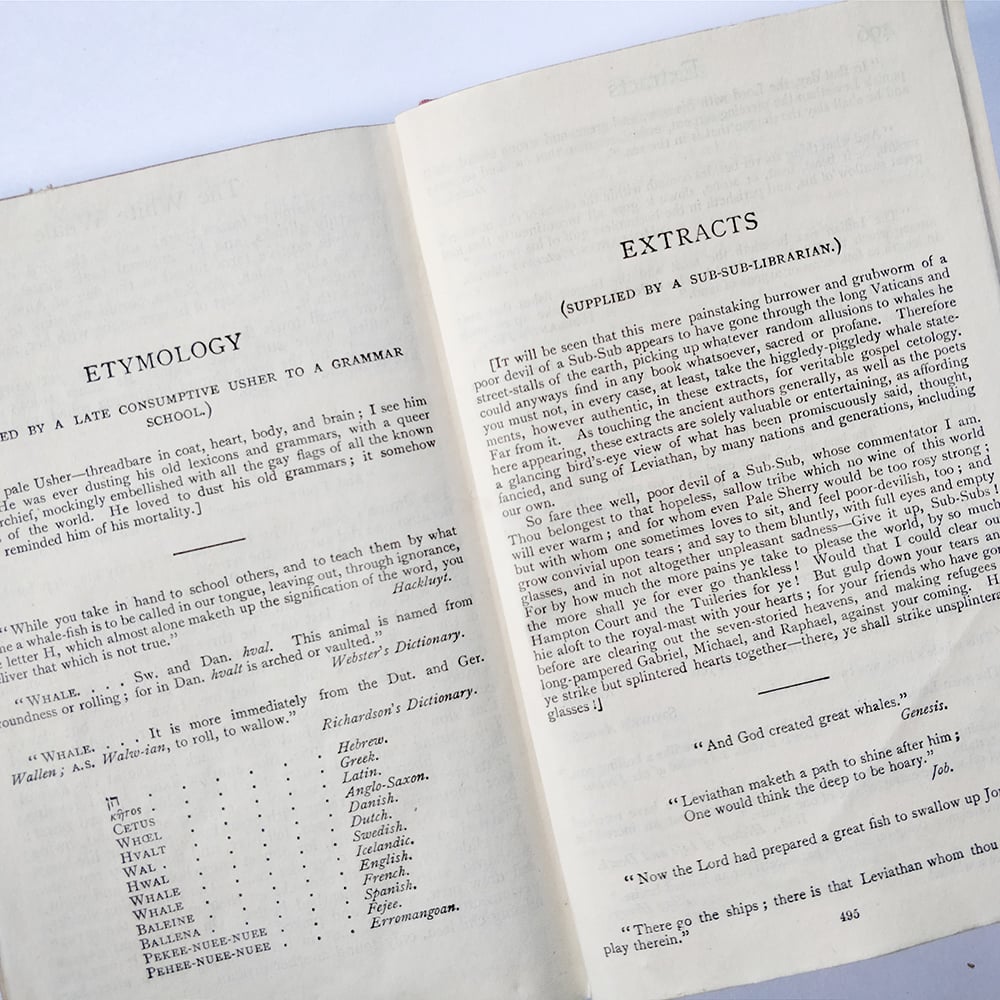 ETYMOLOGY
ED BY A LATE CONSUMPTIVE USHER TO A GRAMMAR
SCHOOL.)
pale Usher—threadbare in coat, heart, body, and brain ; I see him
He was ever dusting his old lexicons and grammars, with a queer
rchief, mockingly embellished with all the gay flags of all the known
of the world. He loved to dust his old grammars ; it somehow
reminded him of his mortality.]
“While you take in hand to school others, and to teach them by what
ne a whale-fish is to be called in our tongue, leaving out, through ignorance,
e letter H, which almost alone maketh up the signification of the word, you
liver that which is not true.” Hackluyt.
“WHALE. . . . Sw. and Dan. hval. This animal is named from
oundness or rolling ; for in Dan. hvalt is arched or vaulted.”
Webster's Dictionary.
“WHALE. . . . It is more immediately from the Dut. and Ger.
Wallen ; A.S. Walw-ian, to roll, to wallow.”
Richardson's Dictionary.
חן . . . . . Hebrew.
κῆτος . . . . . Greek.
CETUS . . . . . Latin.
WHŒL . . . . . Anglo-Saxon.
HVALT . . . . . Danish.
WAL . . . . . Dutch.
HWAL . . . . . Swedish.
WHALE . . . . . Icelandic.
WHALE . . . . . English.
BALEINE . . . . . French.
BALLENA . . . . . Spanish.
PEKEE-NUEE-NUEE . . . Fejee.
PEHEE-NUEE-NUEE . . . Erromangoan.
EXTRACTS
(SUPPLIED BY A SUB-SUB-LIBRARIAN.)
[IT will be seen that this mere painstaking burrower and grubworm of a
poor devil of a Sub-Sub appears to have gone through the long Vaticans and
street-stalls of the earth, picking up whatever random allusions to whales he
could anyways find in any book whatsoever, sacred or profane. Therefore
you must not, in every case, at least, take the higgledy-piggledy whale state-
ments, however authentic, in these extracts, for veritable gospel cetology.
Far from it. As touching the ancient authors generally, as well as the poets
here appearing, these extracts are solely valuable or entertaining, as affording
a glancing bird's-eye view of what has been promiscuously said, thought,
fancied, and sung of Leviathan, by many nations and generations, including
our own.
So fare thee well, poor devil of a Sub-Sub, whose commentator I am.
Thou belongest to that hopeless, sallow tribe which no wine of this world
will ever warm ; and for whom even Pale Sherry would be too rosy strong ;
but with whom one sometimes loves to sit, and feel poor-devilish, too ; and
grow convivial upon tears ; and say to them bluntly, with full eyes and empty
glasses, and in not altogether unpleasant sadness—Give it up, Sub-Subs !
For by how much the more pains ye take to please the world, by so much
the more shall ye for ever go thankless ! Would that I could clear out
Hampton Court and the Tuileries for ye ! But gulp down your tears and
hie aloft to the royal-mast with your hearts ; for your friends who have gon
before are clearing out the seven-storied heavens, and making refugees
long-pampered Gabriel, Michael, and Raphael, against your coming. H
ye strike but splintered hearts together—there, ye shall strike unsplintera
glasses !]
“And God created great whales.”
Genesis.
“Leviathan maketh a path to shine after him ;
One would think the deep to be hoary.”
Job.
“Now the Lord had prepared a great fish to swallow up Jon
“There go the ships ; there is that Leviathan whom thou
play therein.”
495